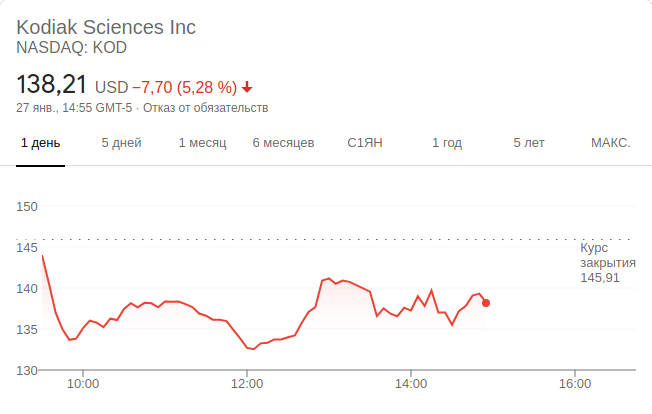 Kodiak Sciences Inc
NASDAQ: KOD
138,21 USD −7,70 (5,28 %)
27 янв., 14:55 GMT-5 · Отказ от обязательств
1 день 5 дней 1 месяц 6 месяцев С1ЯН 1 год 5 лет МАКС.
150
145
Курс
закрытия
145,91
140
135
130
10:00 12:00 14:00 16:00